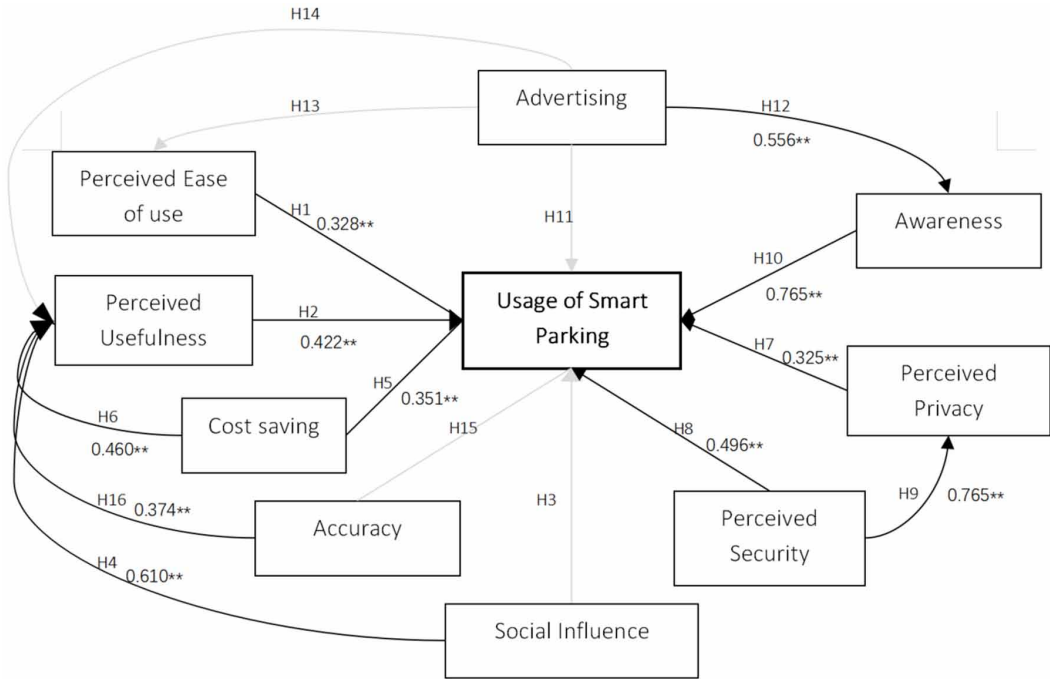 H14
Advertising
H13
H12
0.556**
Perceived Ease
of use
H1
0.328**
H11
Awareness
H10
0.765**
Perceived
Usefulness
H2
0.422**
Usage of Smart
Parking
H7
0.325**
Perceived
Privacy
H5
0.351**
H6
0.460**
Cost saving
H15
H8
0.496**
H16
0.374**
Accuracy
H3
Perceived
Security
H9
0.765**
H4
0.610**
Social Influence